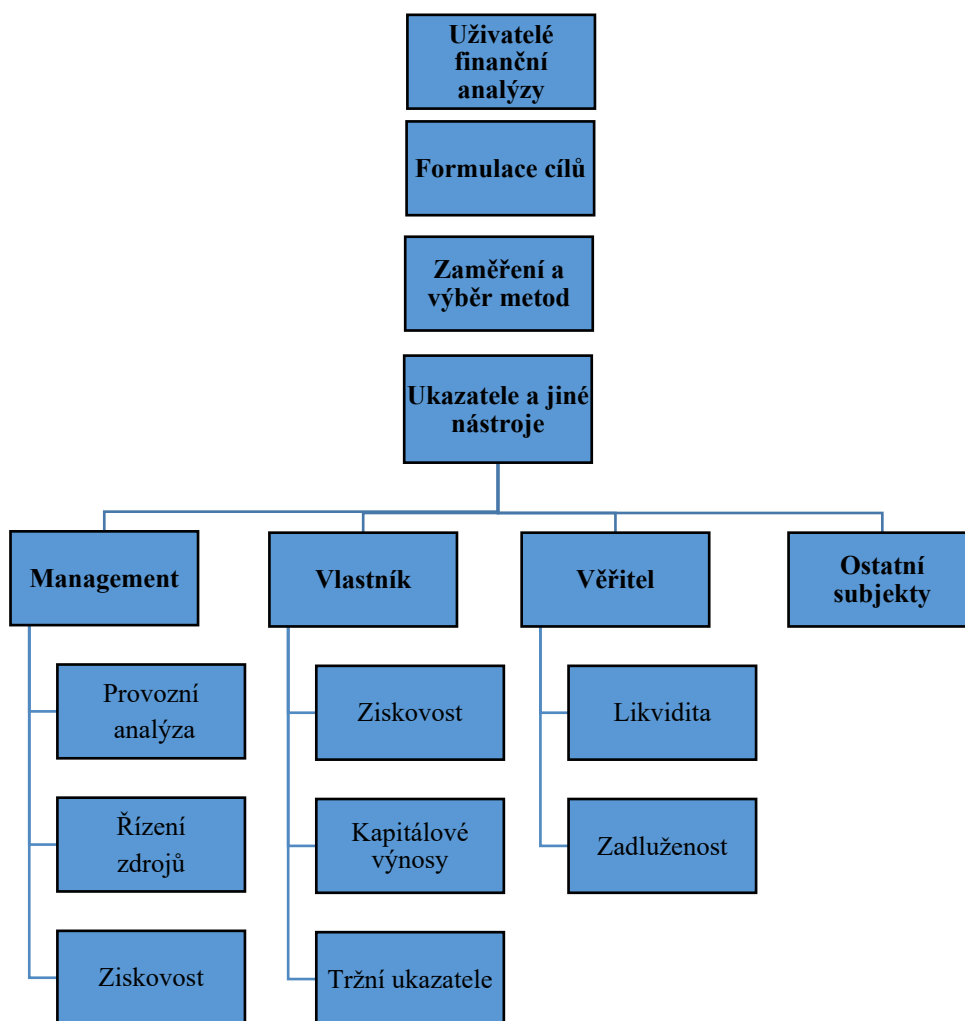 Uživatelé
finanční
analýzy
Formulace cílů
Zaměření a
výběr metod
Ukazatele a jiné
nástroje
Management
Vlastník
Věřitel
Ostatní
subjekty
Provozní
analýza
Ziskovost
Likvidita
Řízení
zdrojů
Kapitálové
výnosy
Zadluženost
Ziskovost
Tržní ukazatele